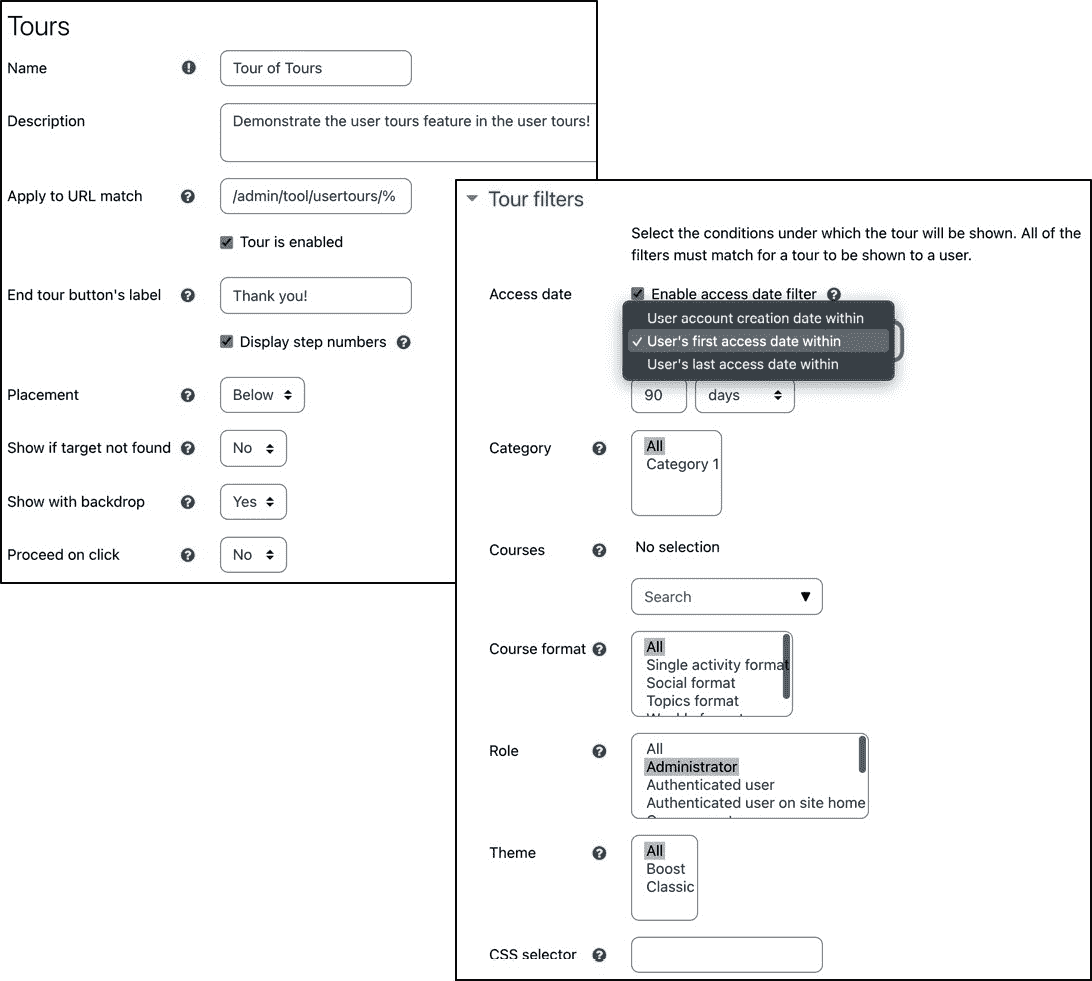 Tours
Name
Tour of Tours
Description
Demonstrate the user tours feature in the user tours!
Apply to URL match
/admin/tool/usertours/%
Tour is enabled
End tour button's label
Thank you!
Display step numbers
Placement
Below
Show if target not found
No
Show with backdrop
Yes
Proceed on click
No
Tour filters
Select the conditions under which the tour will be shown. All of the
filters must match for a tour to be shown to a user.
Access date
Enable access date filter
User account creation date within
✓ User's first access date within
User's last access date within
90
days
Category
All
Category 1
Courses
No selection
Search
Course format
All
Single activity format
Social format
Topics format
Role
All
Administrator
Authenticated user
Authenticated user on site home
Theme
All
Boost
Classic
CSS selector